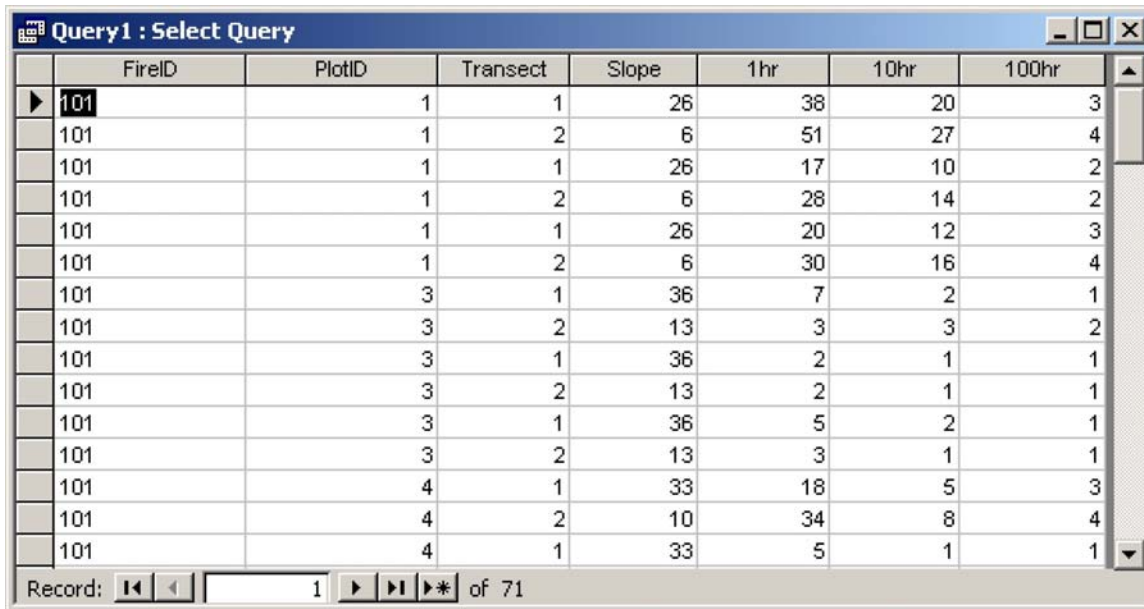 Query1 : Select Query
FireID PlotID Transect Slope 1hr 10hr 100hr
101 1 1 26 38 20 3
101 1 2 6 51 27 4
101 1 1 26 17 10 2
101 1 2 6 28 14 2
101 1 1 26 20 12 3
101 1 2 6 30 16 4
101 3 1 36 7 2 1
101 3 2 13 3 3 2
101 3 1 36 2 1 1
101 3 2 13 2 1 1
101 3 1 36 5 2 1
101 3 2 13 3 1 1
101 4 1 33 18 5 3
101 4 2 10 34 8 4
101 4 1 33 5 1 1
Record: 1 of 71